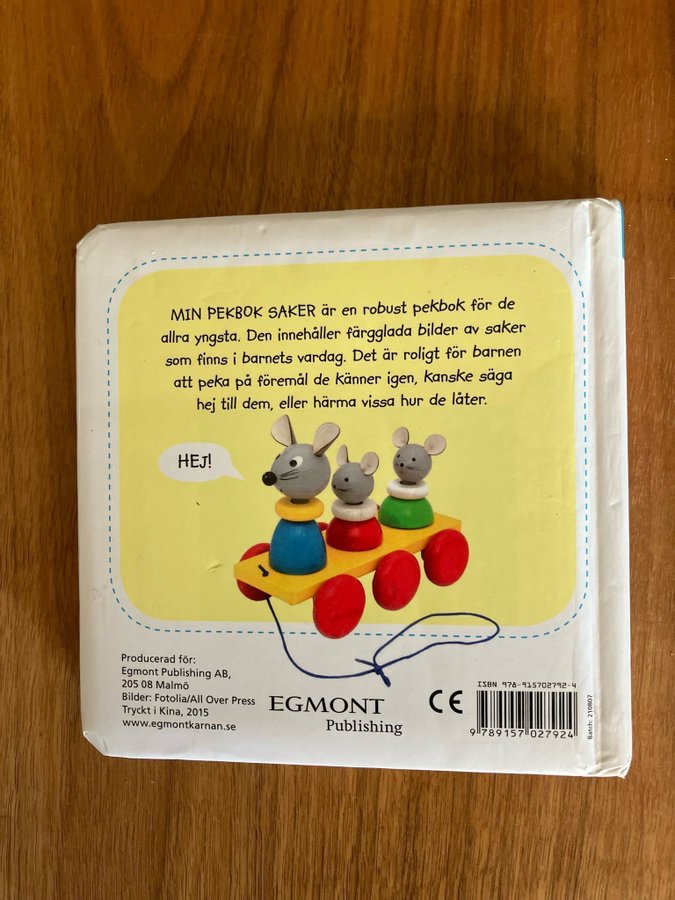 MIN PEKBOK SAKER är en robust pekbok för de
allra yngsta. Den innehåller färgglada bilder av saker
som finns i barnets vardag. Det är roligt för barnen
att peka på föremål de känner igen, kanske säga
hej till dem, eller härma vissa hur de låter.
HEJ!
Producerad för:
Egmont Publishing AB,
205 08 Malmö
Bilder: Fotolia/All Over Press
Tryckt i Kina, 2015
www.egmontkarnan.se
EGMONT
Publishing
CE
ISBN 978-915702792-4
9 789157 027924
Batch: 210807